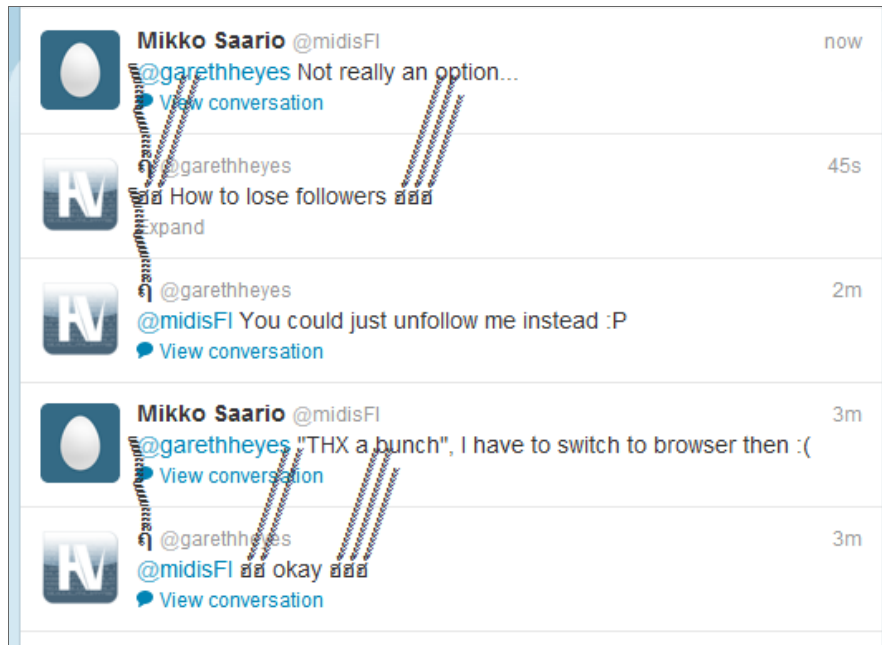 Mikko Saario @midisFI now
@garethheyes Not really an option...
View conversation
@garethheyes 45s
How to lose followers
Expand
@garethheyes 2m
@midisFI You could just unfollow me instead :P
View conversation
Mikko Saario @midisFI 3m
@garethheyes "THX a bunch", I have to switch to browser then :(
View conversation
@garethheyes 3m
@midisFI okay
View conversation